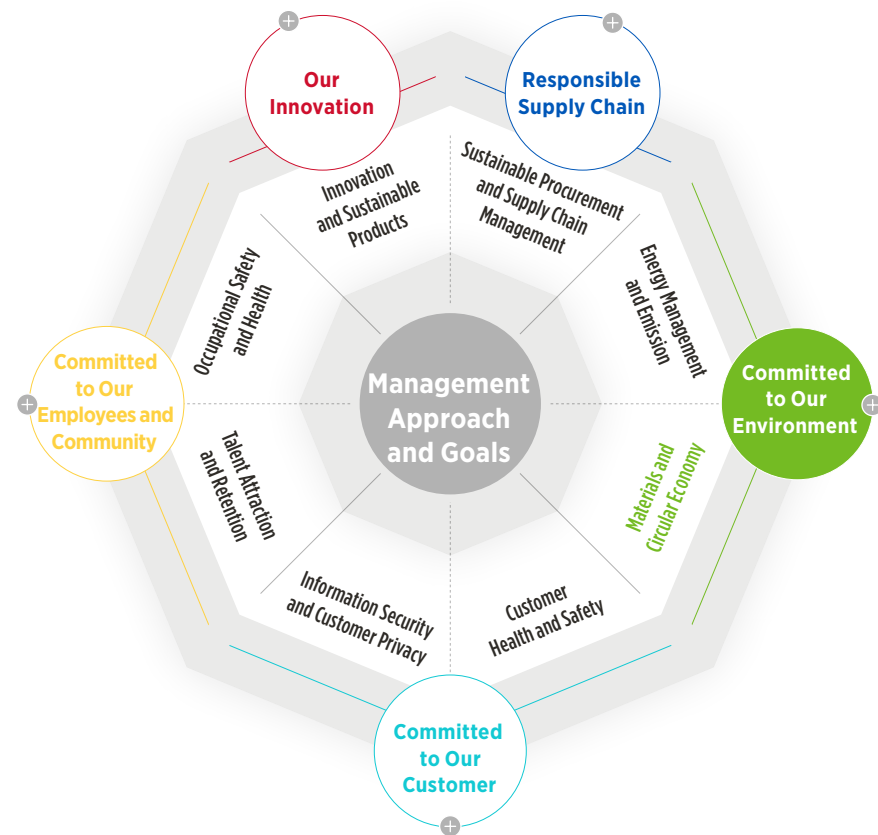 Our
Innovation
Responsible
Supply Chain
Innovation
and Sustainable
Products
Sustainable Procurement
and Supply Chain
Management
Occupational Safety
and Health
Energy Management
and Emission
Committed
to Our
Employees and
Community
Management
Approach
and Goals
Committed
to Our
Environment
Talent Attraction
and Retention
Materials and
Circular Economy
Information Security
and Customer Privacy
Customer
Health and Safety
Committed
to Our
Customer